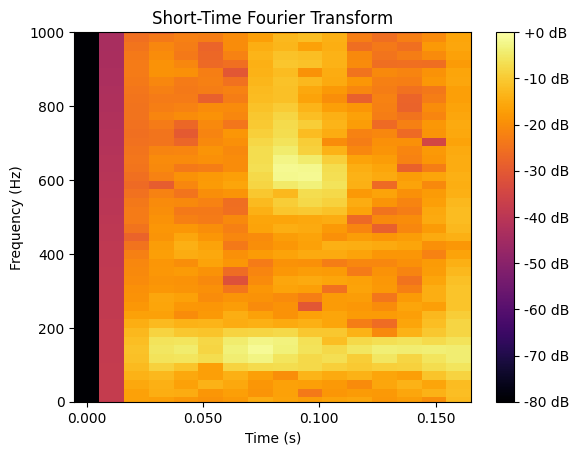 Short-Time Fourier Transform
Frequency (Hz)
1000
800
600
400
200
0
0.000
0.050
0.100
0.150
Time (s)
+0 dB
-10 dB
-20 dB
-30 dB
-40 dB
-50 dB
-60 dB
-70 dB
-80 dB